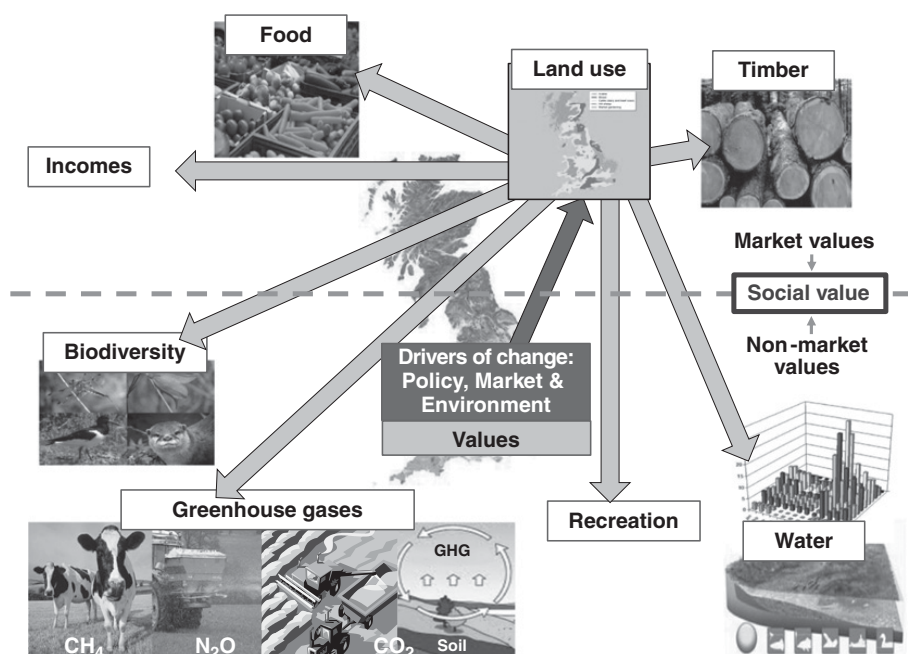 Food
Land use
Timber
Incomes
Market values
Social value
Non-market
values
Biodiversity
Drivers of change:
Policy, Market &
Environment
Values
Greenhouse gases
Recreation
Water
GHG
CH₄
N₂O
CO₂
Soil